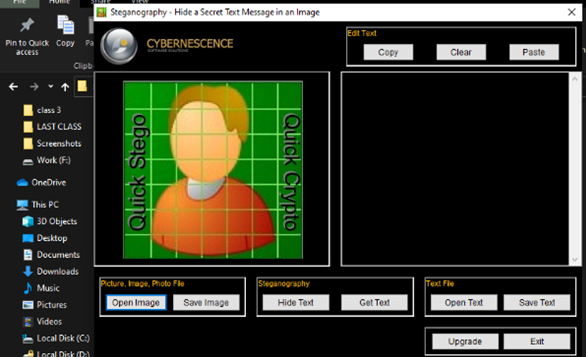 File
Home
Share
View
Steganography - Hide a Secret Text Message in an Image
Pin to Quick
access
Copy
Clipb
class 3
LAST CLASS
Screenshots
Work (F:)
OneDrive
This PC
3D Objects
Desktop
Documents
Downloads
Music
Pictures
Videos
Local Disk (C:)
Local Disk (D:)
CYBERNESCENCE
SOFTWARE SOLUTIONS
Edit Text
Copy
Clear
Paste
Quick Stego
Quick Crypto
Picture, Image, Photo File
Open Image
Save Image
Steganography
Hide Text
Get Text
Text File
Open Text
Save Text
Upgrade
Exit